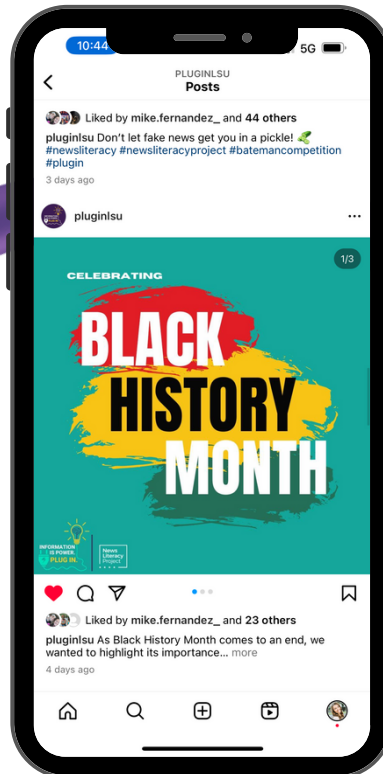 10:44
5G
PLUGINLSU
Posts
Liked by mike.fernandez_ and 44 others
pluginlsu Don't let fake news get you in a pickle!
#newsliteracy #newsliteracyproject #batemancompetition
#plugin
3 days ago
pluginlsu
1/3
CELEBRATING
BLACK
HISTORY
MONTH
INFORMATION
IS POWER.
PLUG IN.
News
Literacy
Project
Liked by mike.fernandez_ and 23 others
pluginlsu As Black History Month comes to an end, we
wanted to highlight its importance... more
4 days ago